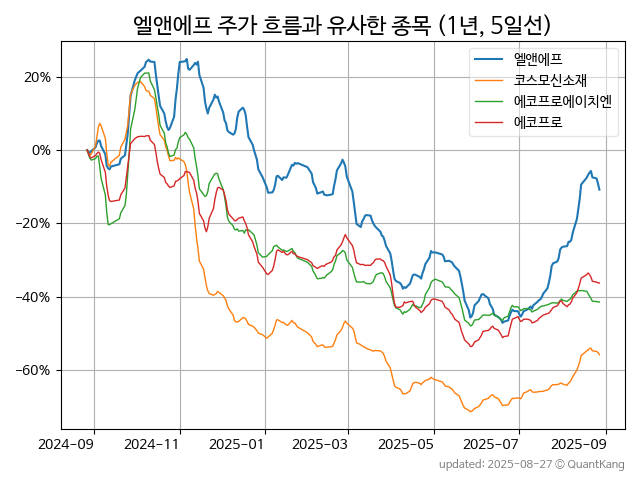 엘앤에프 주가 흐름과 유사한 종목 (1년, 5일선)
엘앤에프
코스모신소재
에코프로에이치엔
에코프로
20%
0%
−20%
−40%
−60%
2024-09 2024-11 2025-01 2025-03 2025-05 2025-07 2025-09
updated: 2025-08-27 © QuantKang